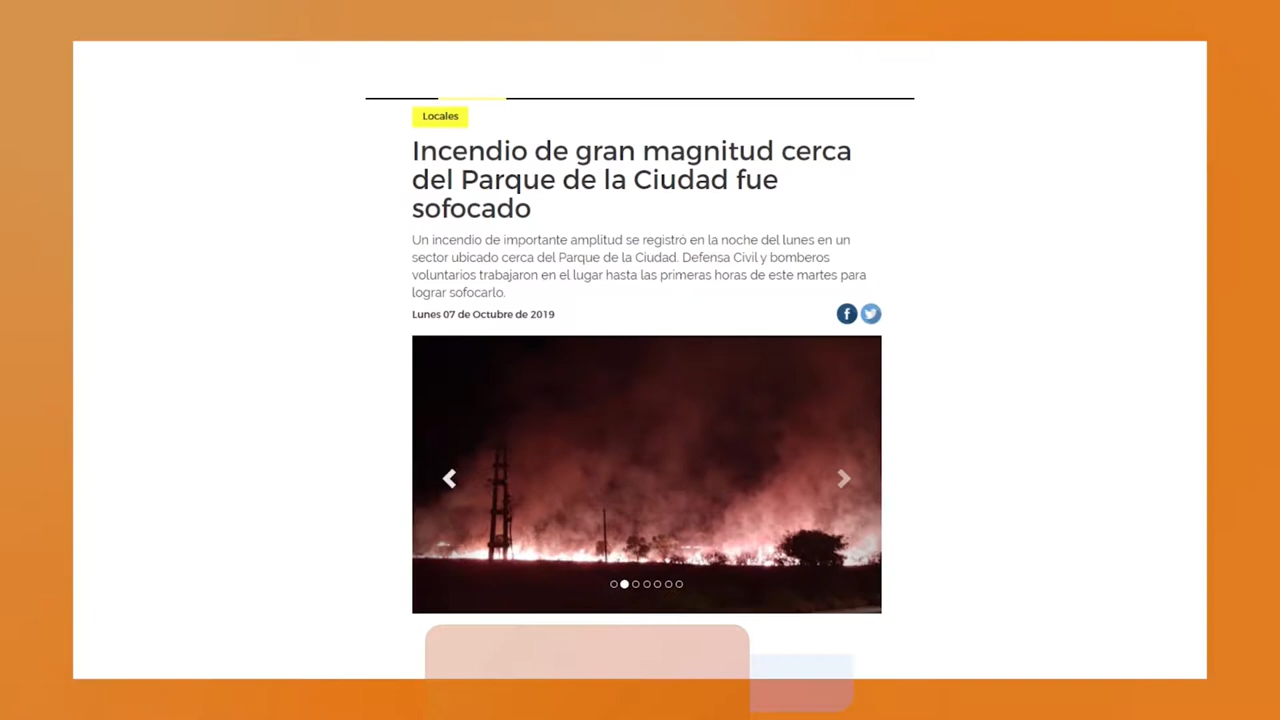 Locales
Incendio de gran magnitud cerca
del Parque de la Ciudad fue
sofocado
Un incendio de importante amplitud se registró en la noche del lunes en un
sector ubicado cerca del Parque de la Ciudad. Defensa Civil y bomberos
voluntarios trabajaron en el lugar hasta las primeras horas de este martes para
lograr sofocarlo.
Lunes 07 de Octubre de 2019